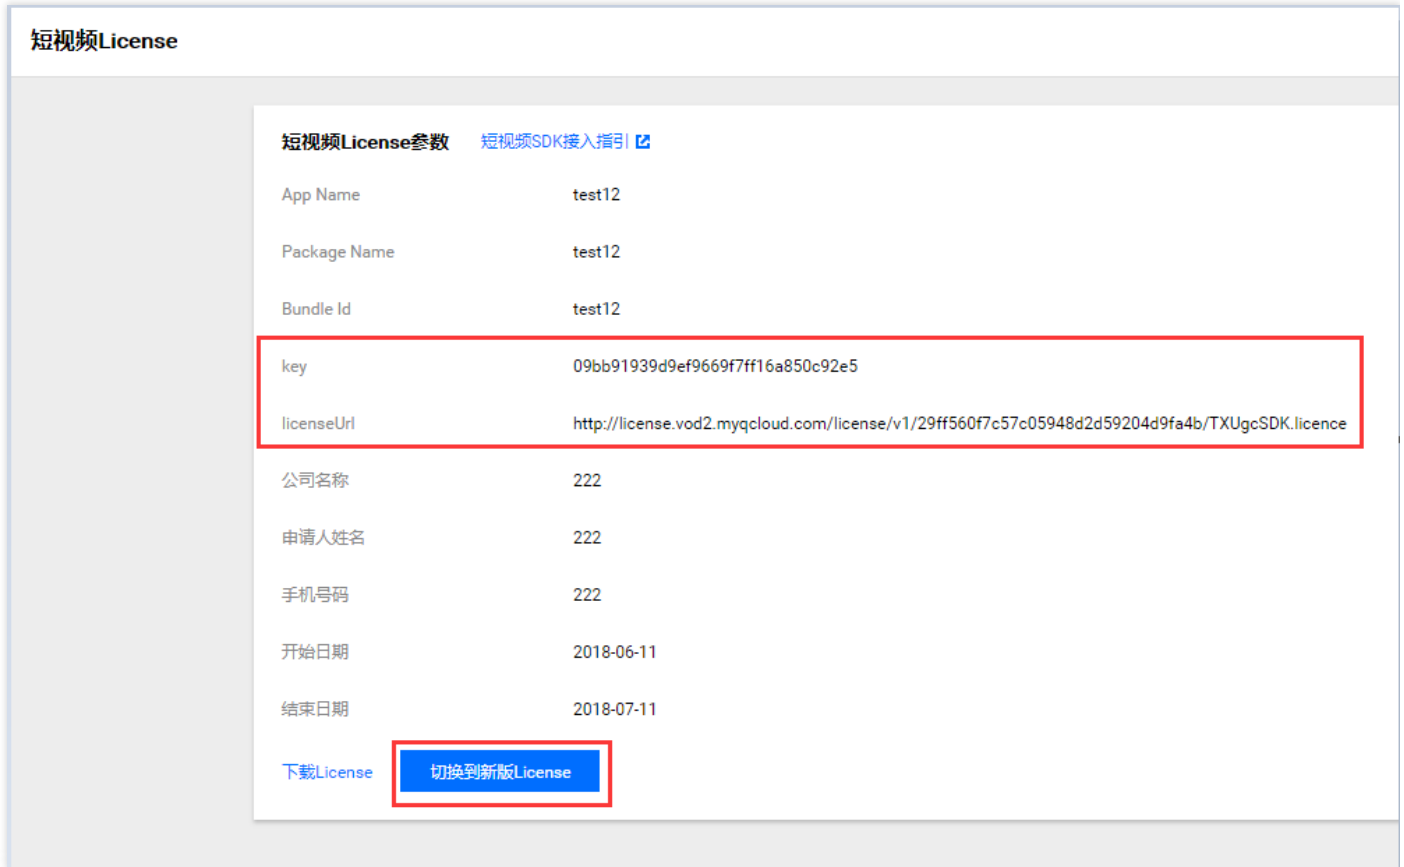 短视频License
短视频License参数 短视频SDK接入指引
App Name test12
Package Name test12
Bundle Id test12
key 09bb91939d9ef9669f7ff16a850c92e5
licenseUrl http://license.vod2.myqcloud.com/license/v1/29ff560f7c57c05948d2d59204d9fa4b/TXUgcSDK.licence
公司名称 222
申请人姓名 222
手机号码 222
开始日期 2018-06-11
结束日期 2018-07-11
下载License 切换到新版License